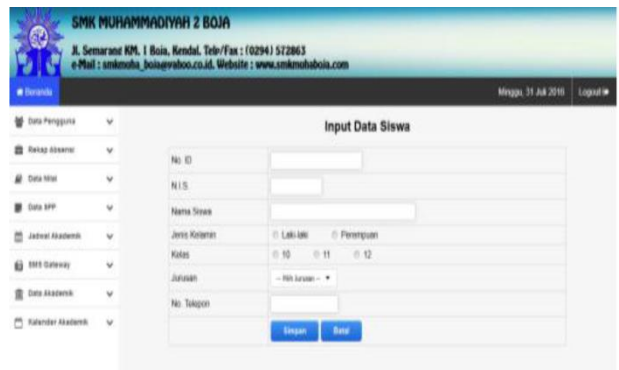 SMK MUHAMMADIYAH 2 BOJA
Jl. Semarang KM. 1 Boja, Kendal. Telp/Fax : (0294) 572863
e-Mail : smkmuha_boja@yahoo.co.id. Website : www.smkmuhaboja.com
Beranda
Minggu, 31 Juli 2016 Logout
Data Pengguna
Rekap Absensi
Data Nilai
Data SPP
Jadwal Akademik
SMS Gateway
Data Akademik
Kalender Akademik
Input Data Siswa
No. ID
N.I.S.
Nama Siswa
Jenis Kelamin Laki-laki Perempuan
Kelas 10 11 12
Jurusan -- Pilih Jurusan --
No. Telepon
Simpan Batal